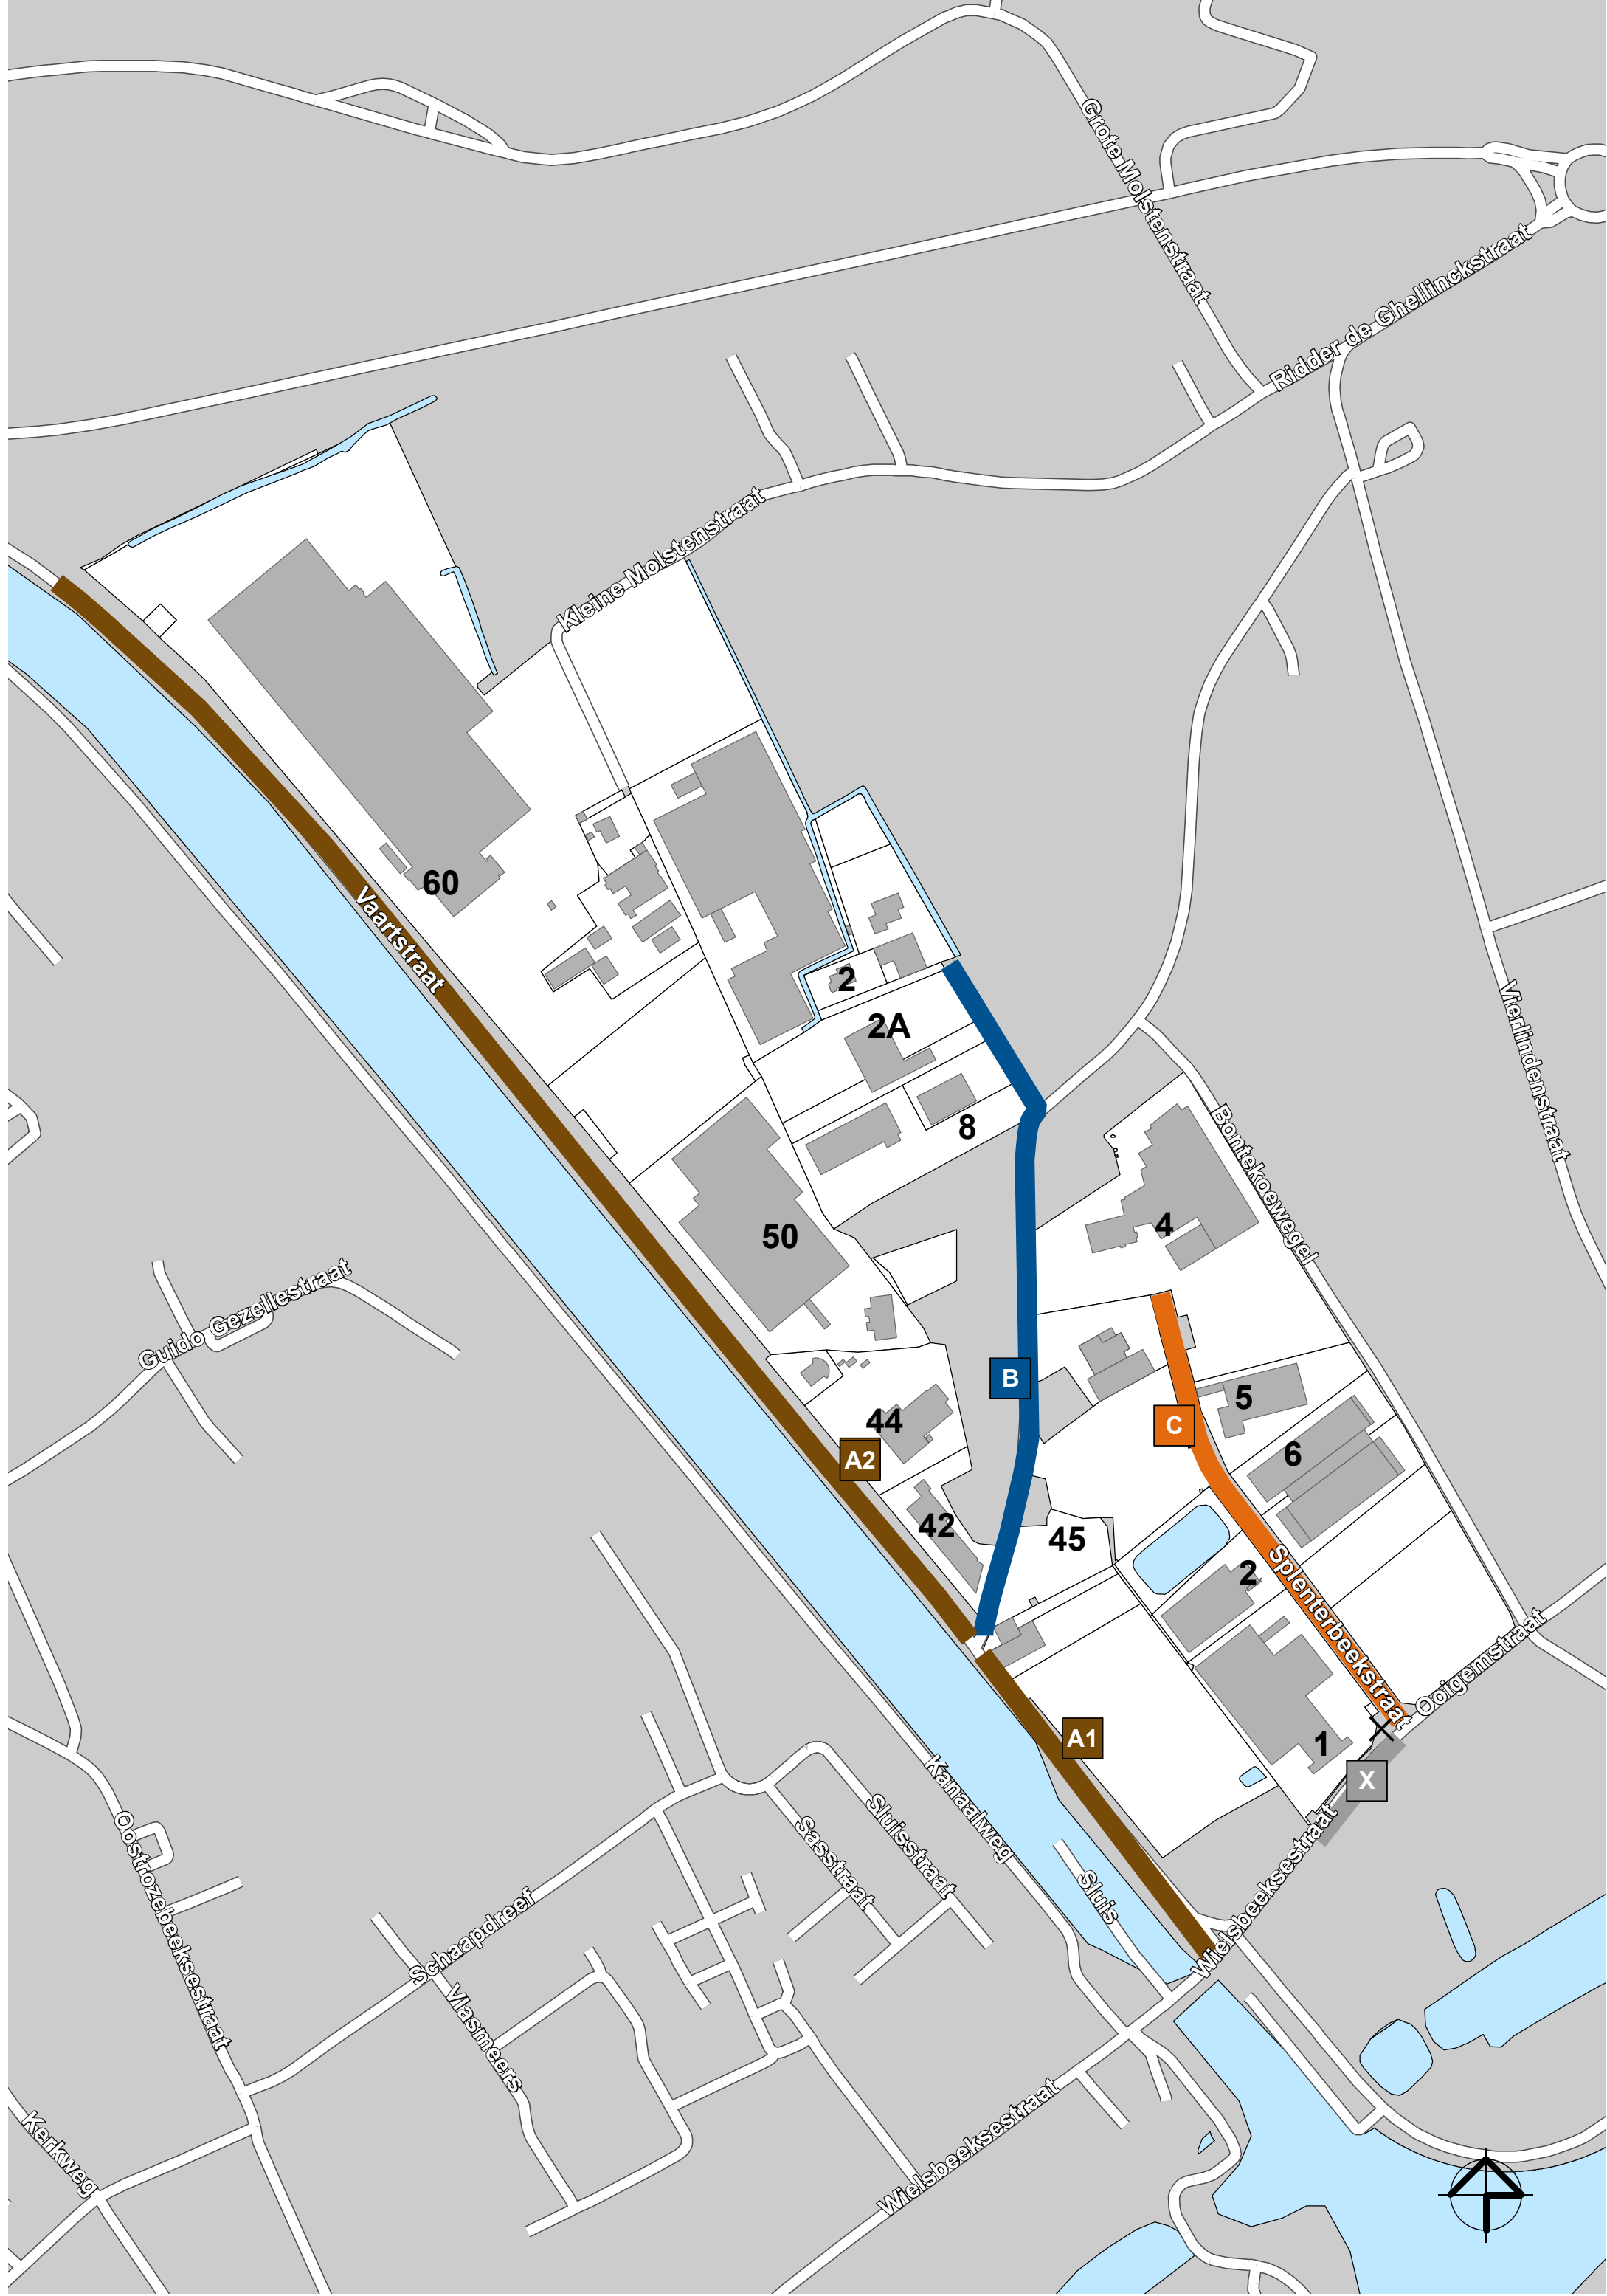 Grote Molstenstraat
Ridder de Ghellinckstraat
Kleine Molstenstraat
60
Vaartstraat
2
2A
8
Vierlindenstraat
Bontekoewegel
4
50
Guido Gezellestraat
B
5
C
44
A2
6
42
45
2
Splenterbeekstraat
Ooigemstraat
A1
1
X
Kanaalweg
Sluisstraat
Sasstraat
Sluis
Wielsbeeksestraat
Oostrozebeeksestraat
Schaapdreef
Vlasmeers
Wielsbeeksestraat
Kerkweg